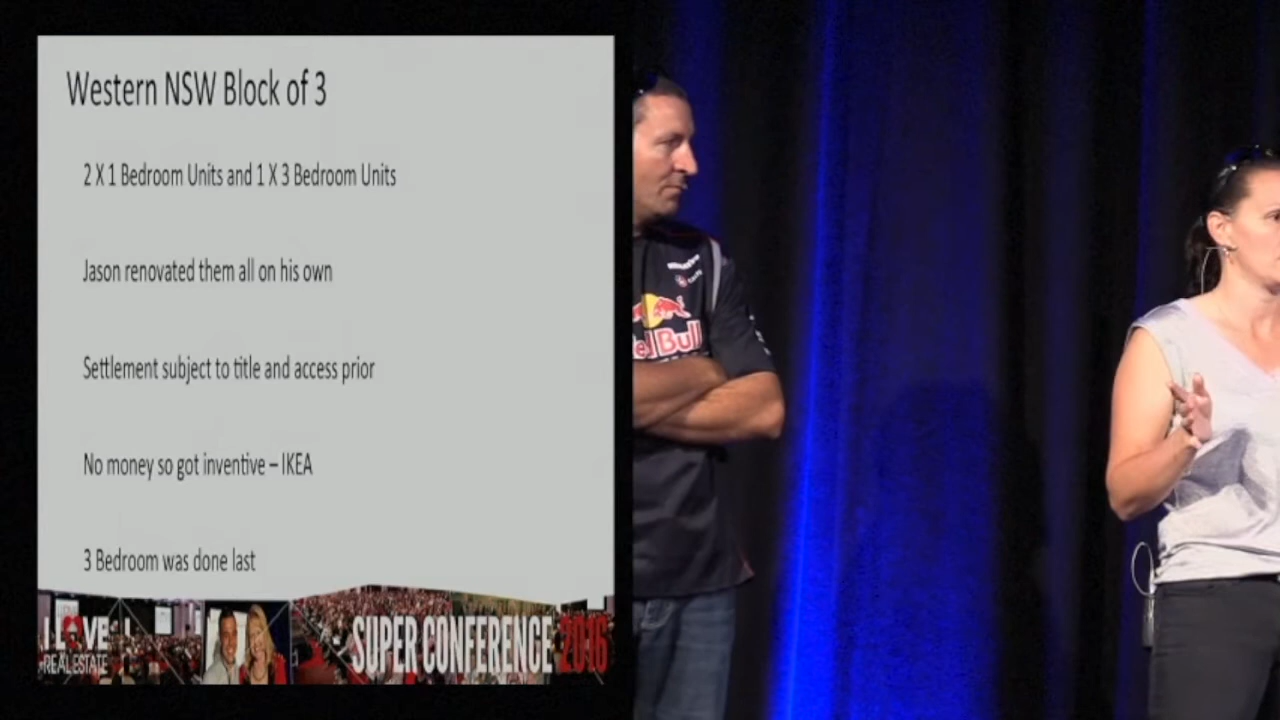 Western NSW Block of 3
2 X 1 Bedroom Units and 1 X 3 Bedroom Units
Jason renovated them all on his own
Settlement subject to title and access prior
No money so got inventive – IKEA
3 Bedroom was done last
I LOVE
REAL ESTATE
SUPER CONFERENCE 2016
Red Bull